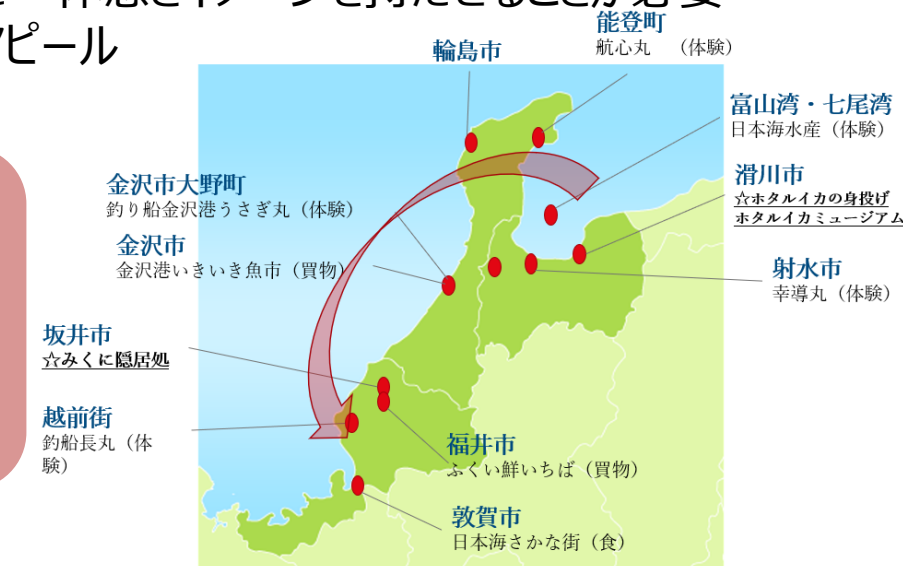 ピール
能登町
航心丸　（体験）
輪島市
富山湾・七尾湾
日本海水産（体験）
滑川市
☆ホタルイカの身投げ
ホタルイカミュージアム
金沢市大野町
釣り船金沢港うさぎ丸（体験）
金沢市
金沢港いきいき魚市（買物）
射水市
幸導丸（体験）
坂井市
☆みくに隠居処
越前街
釣船長丸（体
験）
福井市
ふくい鮮いちば（買物）
敦賀市
日本海さかな街（食）